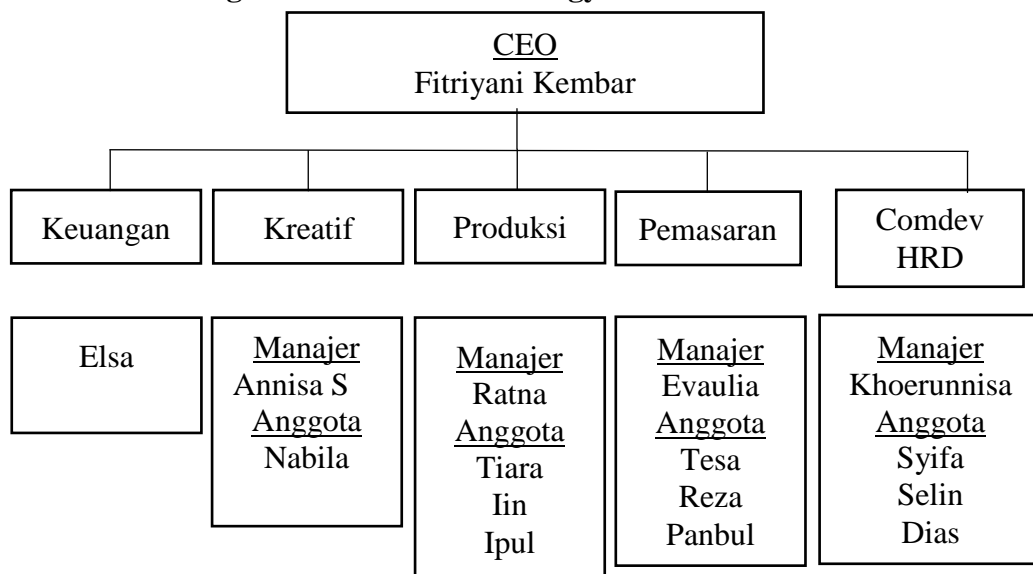 CEO
Fitriyani Kembar
Keuangan
Kreatif
Produksi
Pemasaran
Comdev
HRD
Elsa
Manajer
Annisa S
Anggota
Nabila
Manajer
Ratna
Anggota
Tiara
Iin
Ipul
Manajer
Evaulia
Anggota
Tesa
Reza
Panbul
Manajer
Khoerunnisa
Anggota
Syifa
Selin
Dias